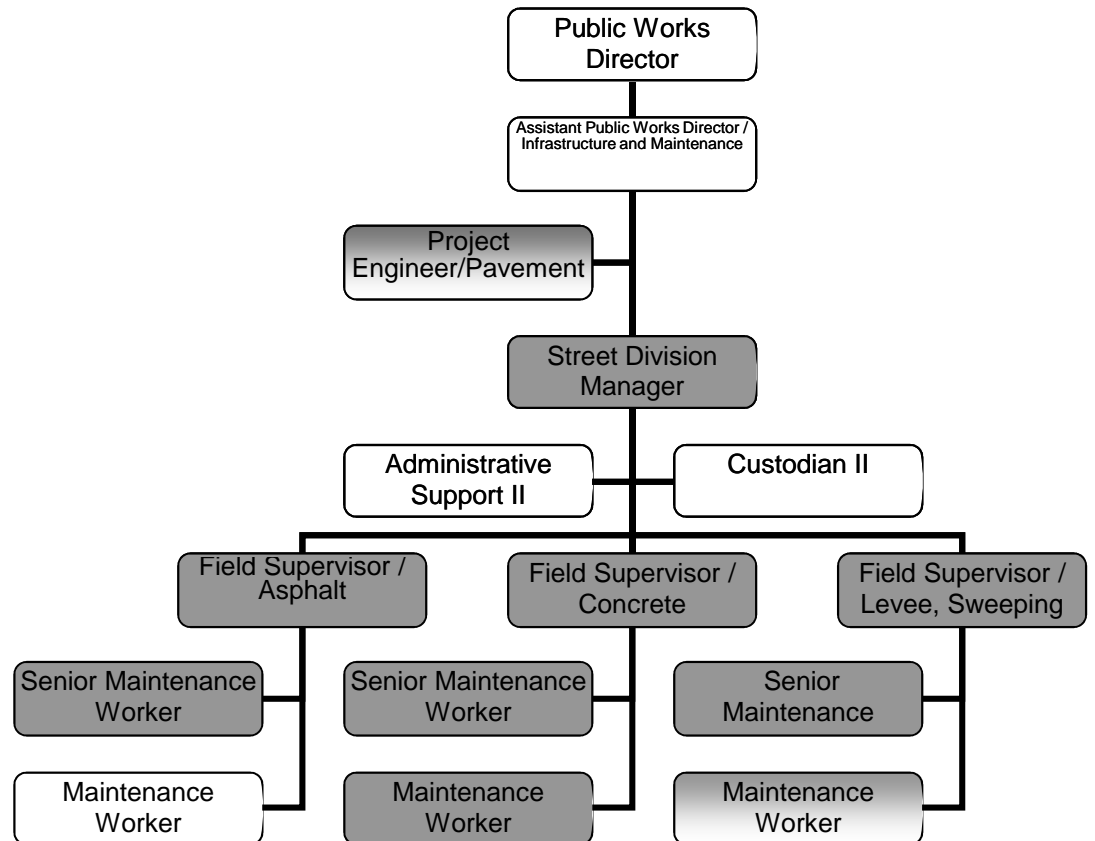 Public Works
Director
Assistant Public Works Director /
Infrastructure and Maintenance
Project
Engineer/Pavement
Street Division
Manager
Administrative
Support II
Custodian II
Field Supervisor /
Asphalt
Field Supervisor /
Concrete
Field Supervisor /
Levee, Sweeping
Senior Maintenance
Worker
Senior Maintenance
Worker
Senior
Maintenance
Maintenance
Worker
Maintenance
Worker
Maintenance
Worker